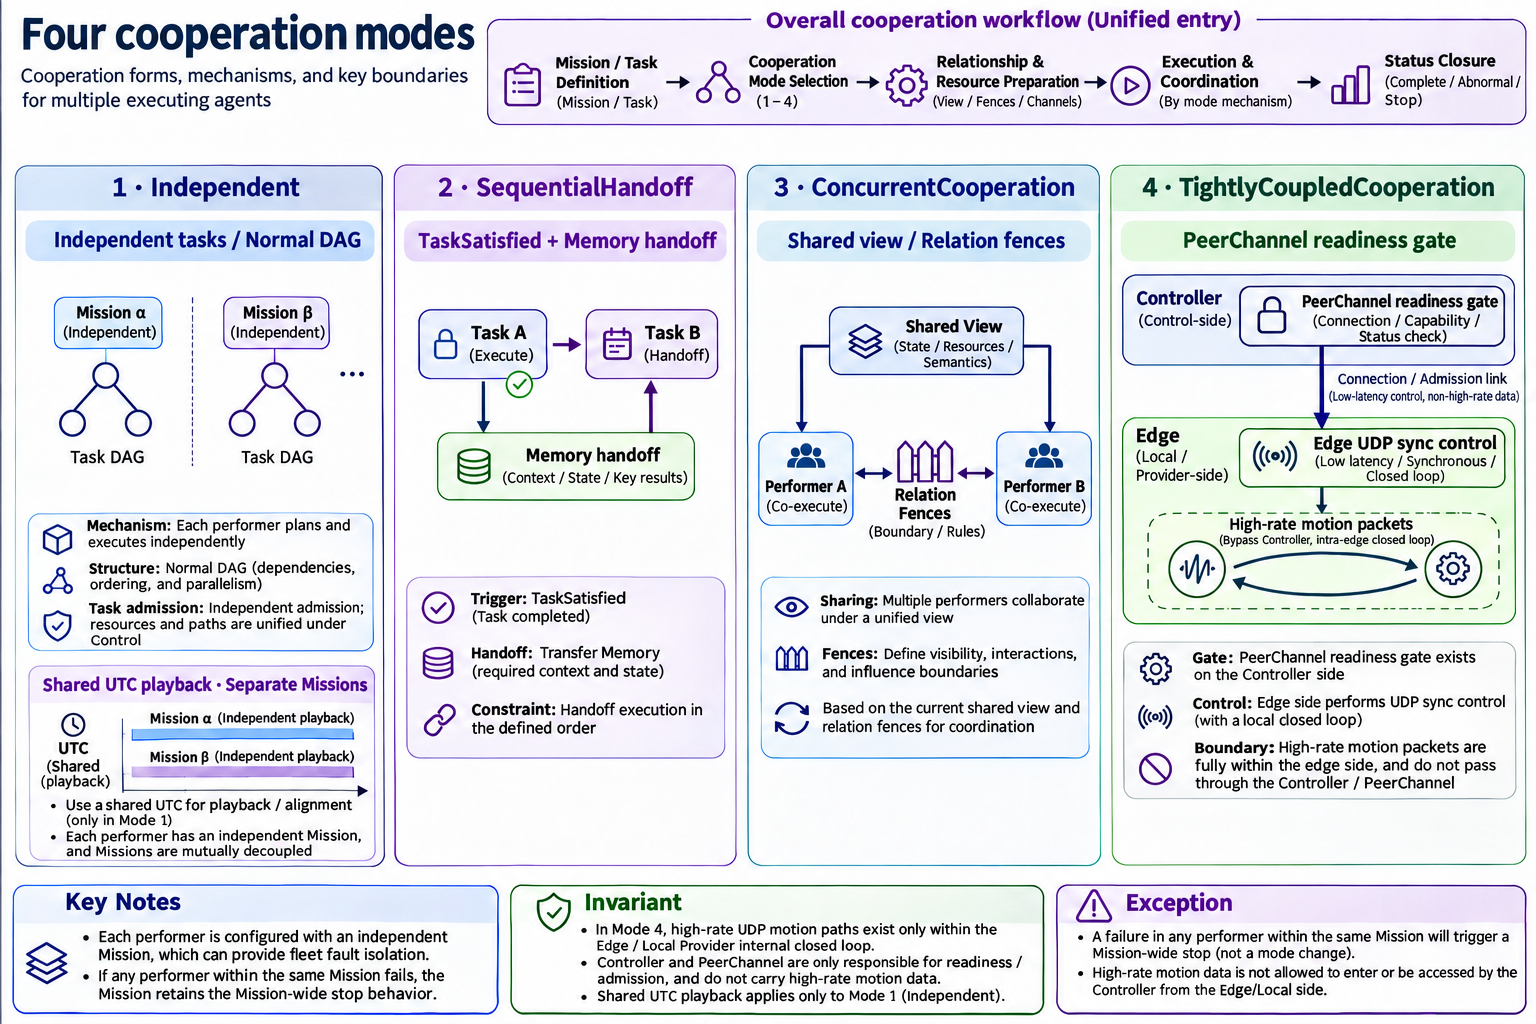 Four cooperation modes
Cooperation forms, mechanisms, and key boundaries
for multiple executing agents
Overall cooperation workflow (Unified entry)
Mission / Task
Definition
(Mission / Task)
Cooperation
Mode Selection
(1 – 4)
Relationship &
Resource Preparation
(View / Fences / Channels)
Execution &
Coordination
(By mode mechanism)
Status Closure
(Complete / Abnormal /
Stop)
1 · Independent
Independent tasks / Normal DAG
Mission α
(Independent)
Mission β
(Independent)
...
Task DAG
Task DAG
Mechanism: Each performer plans and
executes independently
Structure: Normal DAG (dependencies,
ordering, and parallelism)
Task admission: Independent admission;
resources and paths are unified under
Control
Shared UTC playback · Separate Missions
UTC
(Shared
(playback)
Mission α (Independent playback)
Mission β (Independent playback)
• Use a shared UTC for playback / alignment
(only in Mode 1)
• Each performer has an independent Mission,
and Missions are mutually decoupled
2 · SequentialHandoff
TaskSatisfied + Memory handoff
Task A
(Execute)
Task B
(Handoff)
Memory handoff
(Context / State / Key results)
Trigger: TaskSatisfied
(Task completed)
Handoff: Transfer Memory
(required context and state)
Constraint: Handoff execution in
the defined order
3 · ConcurrentCooperation
Shared view / Relation fences
Shared View
(State / Resources /
Semantics)
Performer A
(Co-execute)
Relation
Fences
(Boundary / Rules)
Performer B
(Co-execute)
Sharing: Multiple performers collaborate
under a unified view
Fences: Define visibility, interactions,
and influence boundaries
Based on the current shared view and
relation fences for coordination
4 · TightlyCoupledCooperation
PeerChannel readiness gate
Controller
(Control-side)
PeerChannel readiness gate
(Connection / Capability /
Status check)
Connection / Admission link
(Low-latency control, non-high-rate data)
Edge
(Local /
Provider-side)
Edge UDP sync control
(Low latency / Synchronous /
Closed loop)
High-rate motion packets
(Bypass Controller, intra-edge closed loop)
Gate: PeerChannel readiness gate exists
on the Controller side
Control: Edge side performs UDP sync control
(with a local closed loop)
Boundary: High-rate motion packets are
fully within the edge side, and do not pass
through the Controller / PeerChannel
Key Notes
• Each performer is configured with an independent
Mission, which can provide fleet fault isolation.
• If any performer within the same Mission fails, the
Mission retains the Mission-wide stop behavior.
Invariant
• In Mode 4, high-rate UDP motion paths exist only within the
Edge / Local Provider internal closed loop.
• Controller and PeerChannel are only responsible for readiness /
admission, and do not carry high-rate motion data.
• Shared UTC playback applies only to Mode 1 (Independent).
Exception
• A failure in any performer within the same Mission will trigger a
Mission-wide stop (not a mode change).
• High-rate motion data is not allowed to enter or be accessed by the
Controller from the Edge/Local side.